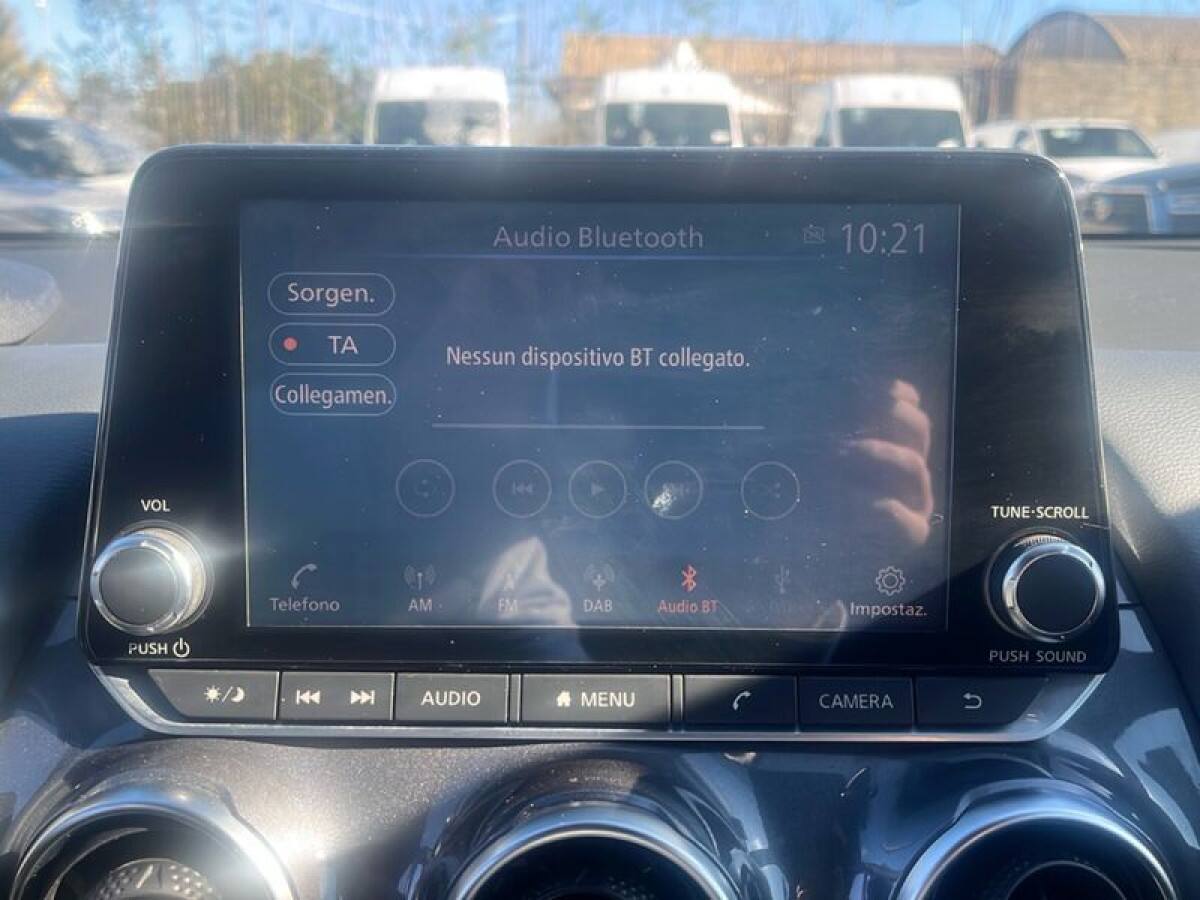 Audio Bluetooth 10:21
Sorgen.
TA
Nessun dispositivo BT collegato.
Collegamen.
VOL
TUNE·SCROLL
Telefono AM FM DAB Audio BT Impostaz.
PUSH
PUSH SOUND
AUDIO MENU CAMERA